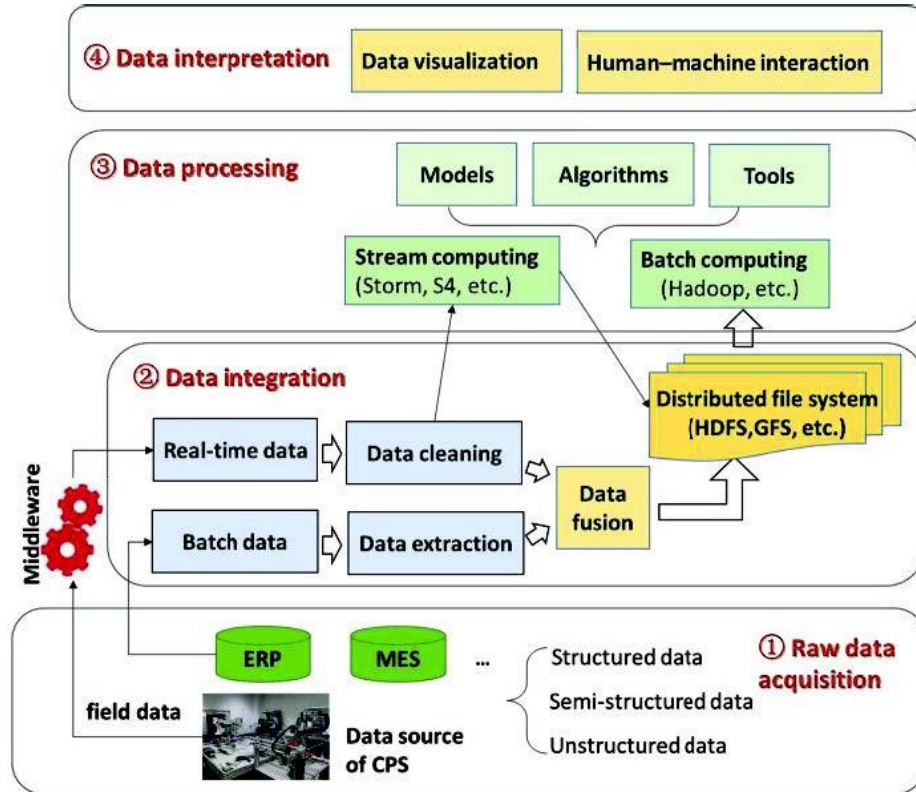 ④ Data interpretation
Data visualization
Human–machine interaction
③ Data processing
Models
Algorithms
Tools
Stream computing
(Storm, S4, etc.)
Batch computing
(Hadoop, etc.)
② Data integration
Distributed file system
(HDFS,GFS, etc.)
Real-time data
Data cleaning
Data
fusion
Batch data
Data extraction
Middleware
① Raw data
acquisition
ERP
MES
...
Structured data
Semi-structured data
Unstructured data
field data
Data source
of CPS